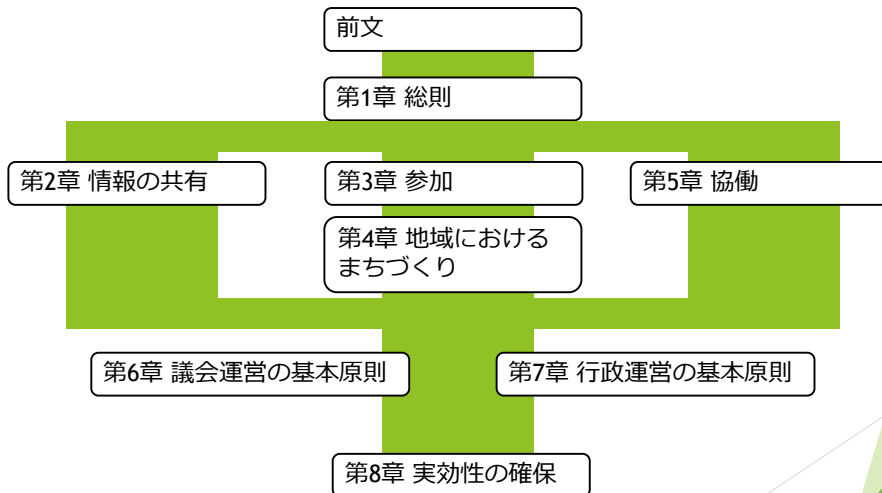 前文
第1章 総則
第2章 情報の共有
第3章 参加
第5章 協働
第4章 地域における
まちづくり
第6章 議会運営の基本原則
第7章 行政運営の基本原則
第8章 実効性の確保